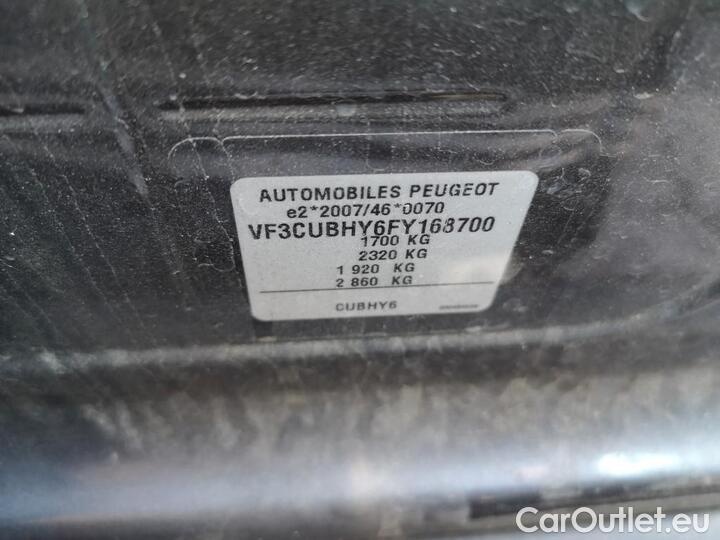 AUTOMOBILES PEUGEOT
e2*2007/46*0070
VF3CUBHY6FY168700
1700 KG
2320 KG
1 920 KG
2 860 KG
CUBHY6
CarOutlet.eu